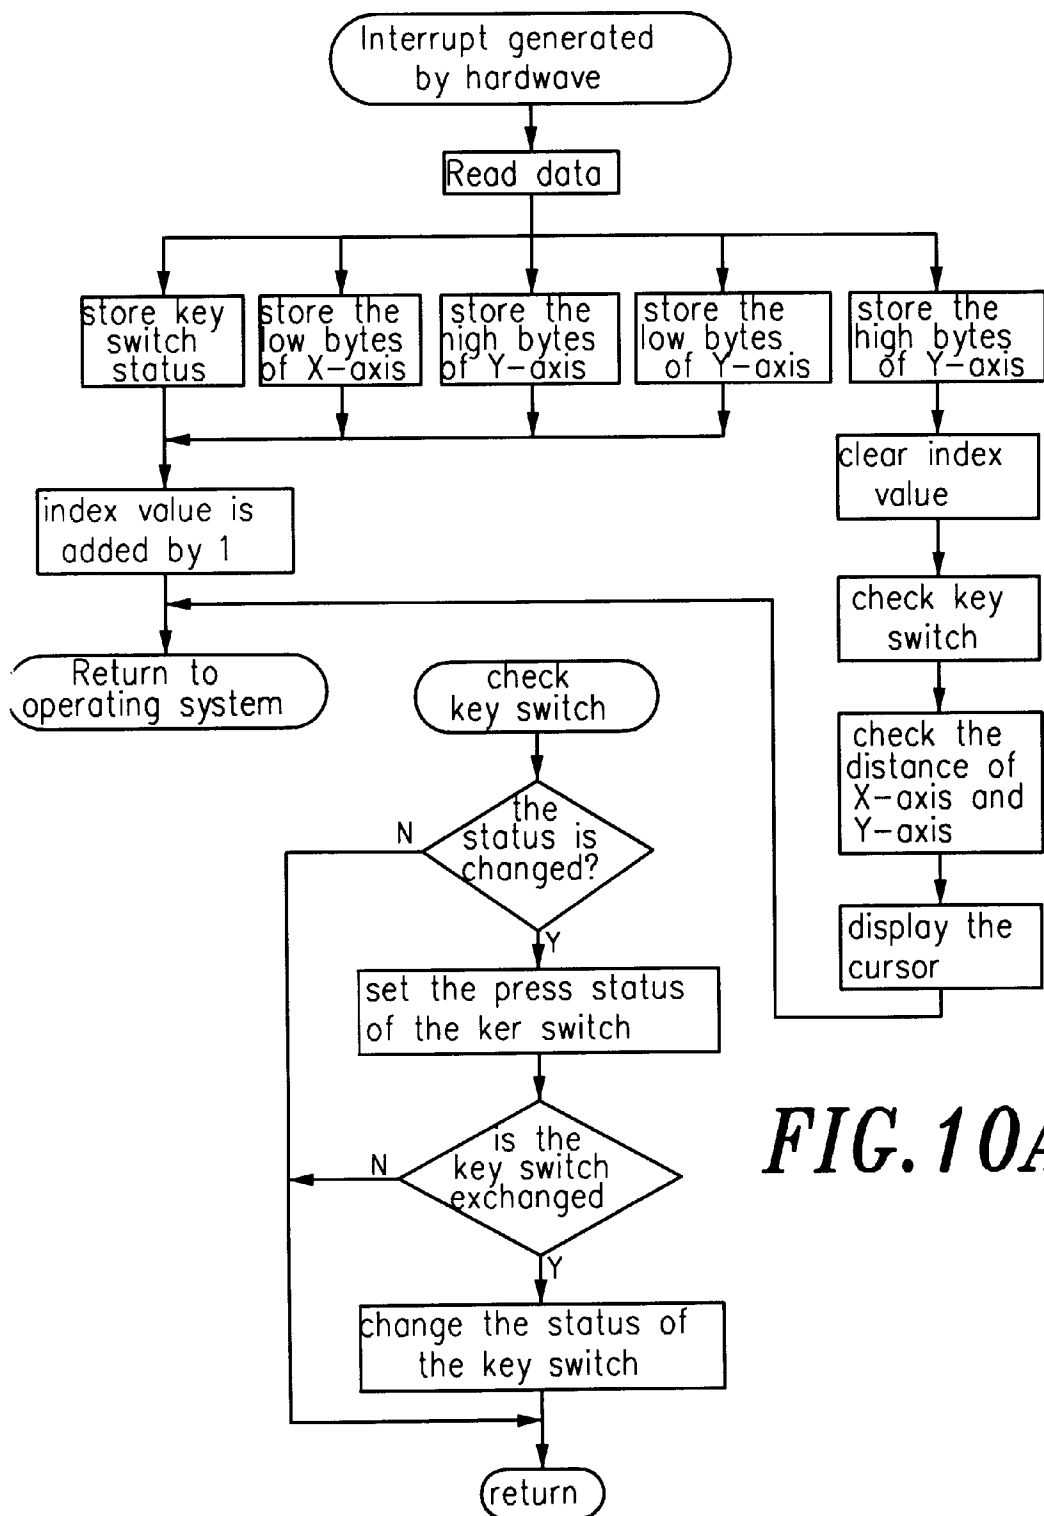 Interrupt generated
by hardwave
Read data
store key
switch
status
store the
low bytes
of X-axis
store the
high bytes
of Y-axis
store the
low bytes
of Y-axis
store the
high bytes
of Y-axis
clear index
value
index value is
added by 1
check key
switch
Return to
operating system
check
key switch
check the
distance of
X-axis and
Y-axis
the
status is
changed?
N
Y
display the
cursor
set the press status
of the ker switch
is the
key switch
exchanged
N
Y
FIG.10A
change the status of
the key switch
return